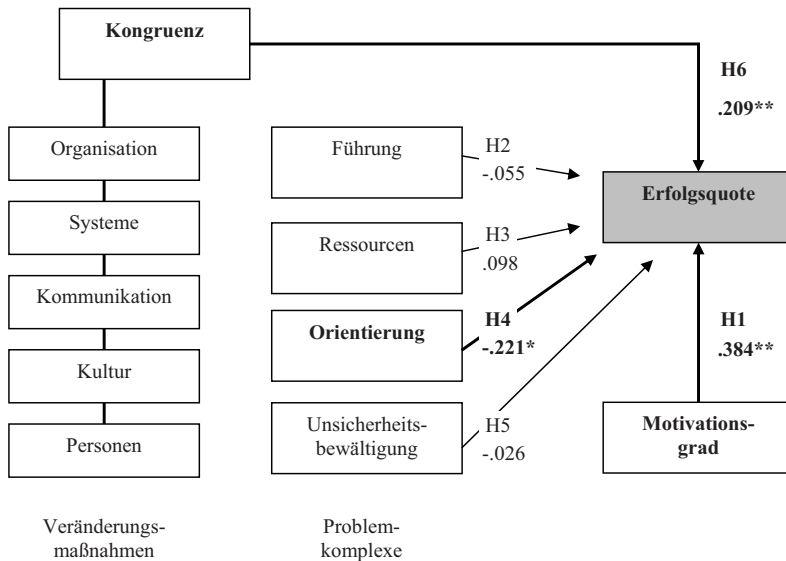 Kongruenz
H6
.209**
Organisation
Systeme
Kommunikation
Kultur
Personen
Veränderungs-
maßnahmen
Führung
H2
-.055
Ressourcen
H3
.098
Orientierung
H4
-.221*
Unsicherheits-
bewältigung
H5
-.026
Problem-
komplexe
Erfolgsquote
H1
.384**
Motivations-
grad